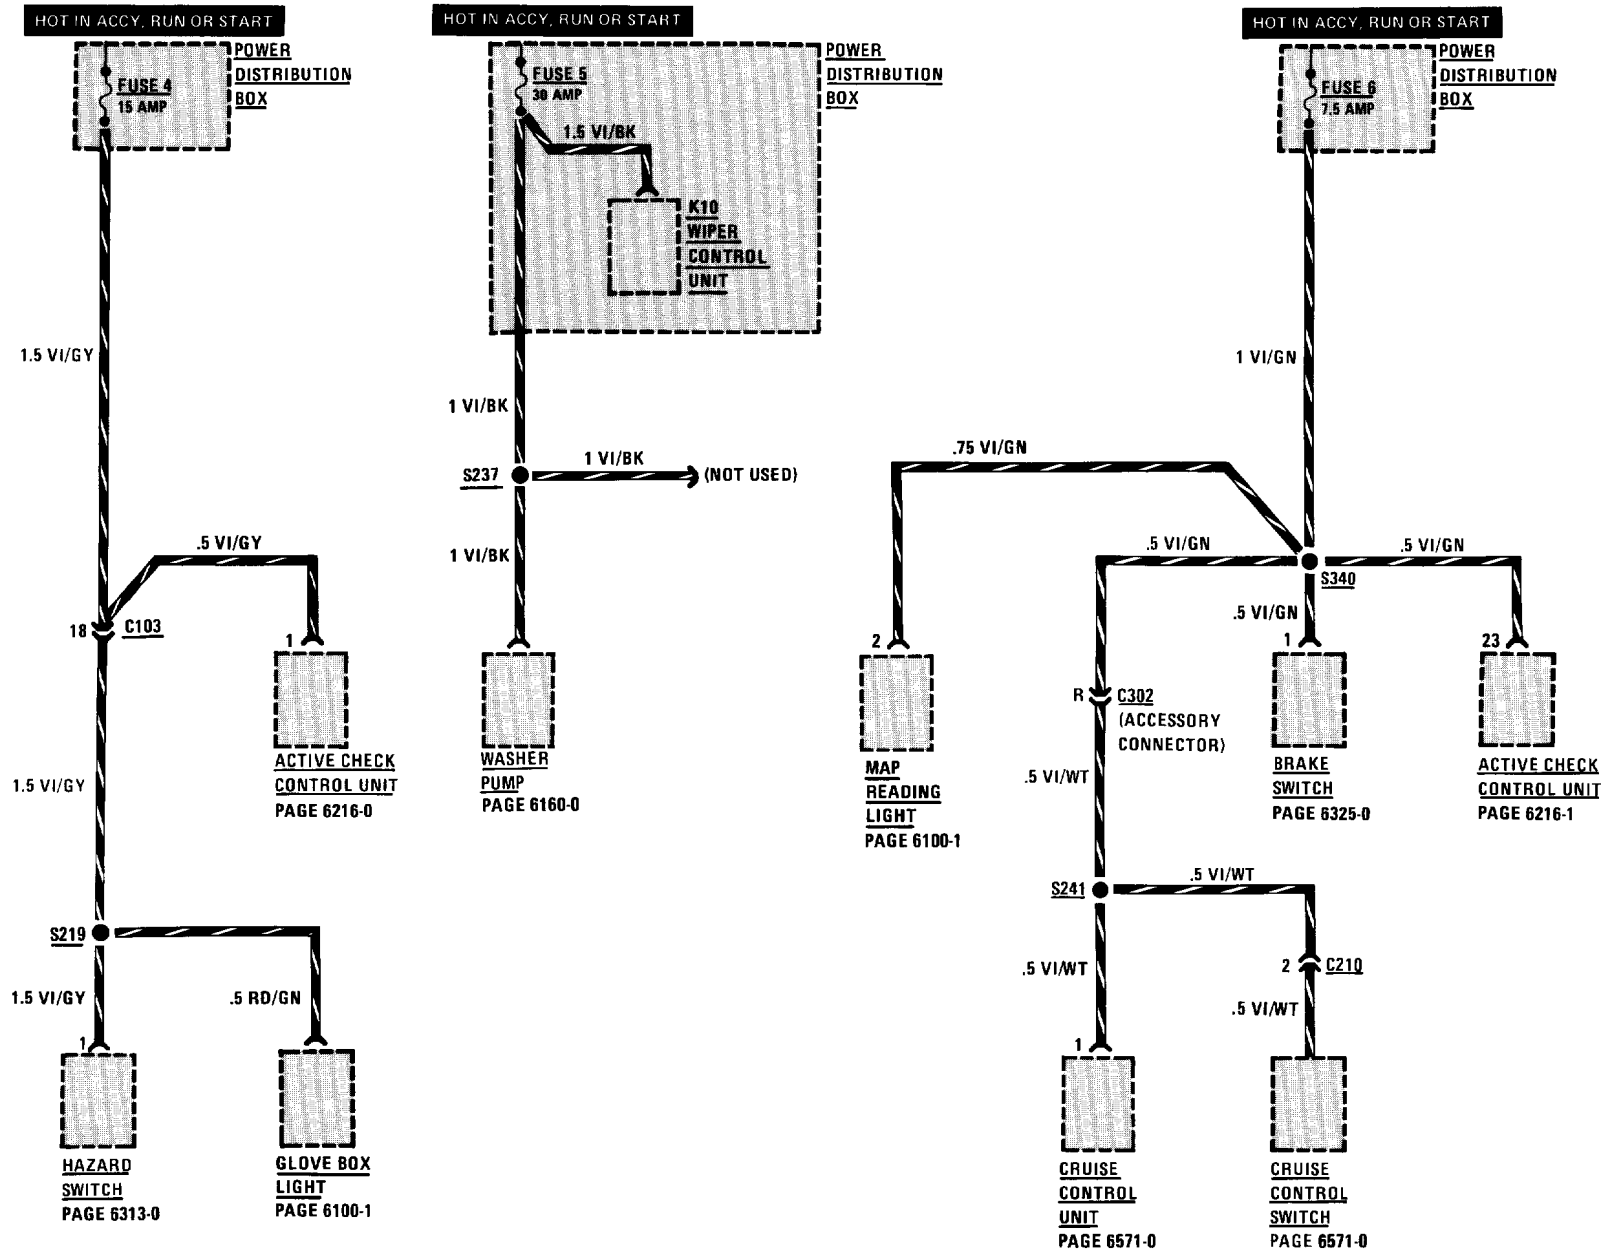 HOT IN ACCY, RUN OR START
POWER
DISTRIBUTION
BOX
FUSE 4
15 AMP
1.5 VI/GY
.5 VI/GY
18
C103
1
ACTIVE CHECK
CONTROL UNIT
PAGE 6216-0
1.5 VI/GY
S219
1.5 VI/GY
.5 RD/GN
1
HAZARD
SWITCH
PAGE 6313-0
GLOVE BOX
LIGHT
PAGE 6100-1
HOT IN ACCY, RUN OR START
POWER
DISTRIBUTION
BOX
FUSE 5
30 AMP
1.5 VI/BK
K10
WIPER
CONTROL
UNIT
1 VI/BK
S237
1 VI/BK
(NOT USED)
1 VI/BK
WASHER
PUMP
PAGE 6160-0
HOT IN ACCY, RUN OR START
POWER
DISTRIBUTION
BOX
FUSE 6
7.5 AMP
1 VI/GN
.75 VI/GN
.5 VI/GN
.5 VI/GN
S340
.5 VI/GN
2
MAP
READING
LIGHT
PAGE 6100-1
R
C302
(ACCESSORY
CONNECTOR)
1
BRAKE
SWITCH
PAGE 6325-0
23
ACTIVE CHECK
CONTROL UNIT
PAGE 6216-1
.5 VI/WT
S241
.5 VI/WT
.5 VI/WT
2
C210
.5 VI/WT
1
CRUISE
CONTROL
UNIT
PAGE 6571-0
CRUISE
CONTROL
SWITCH
PAGE 6571-0